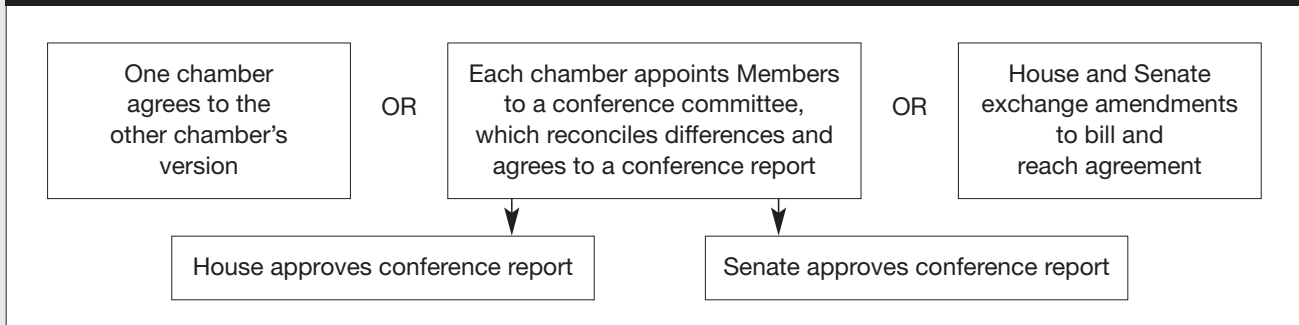 One chamber
agrees to the
other chamber's
version
OR
Each chamber appoints Members
to a conference committee,
which reconciles differences and
agrees to a conference report
OR
House and Senate
exchange amendments
to bill and
reach agreement
House approves conference report
Senate approves conference report